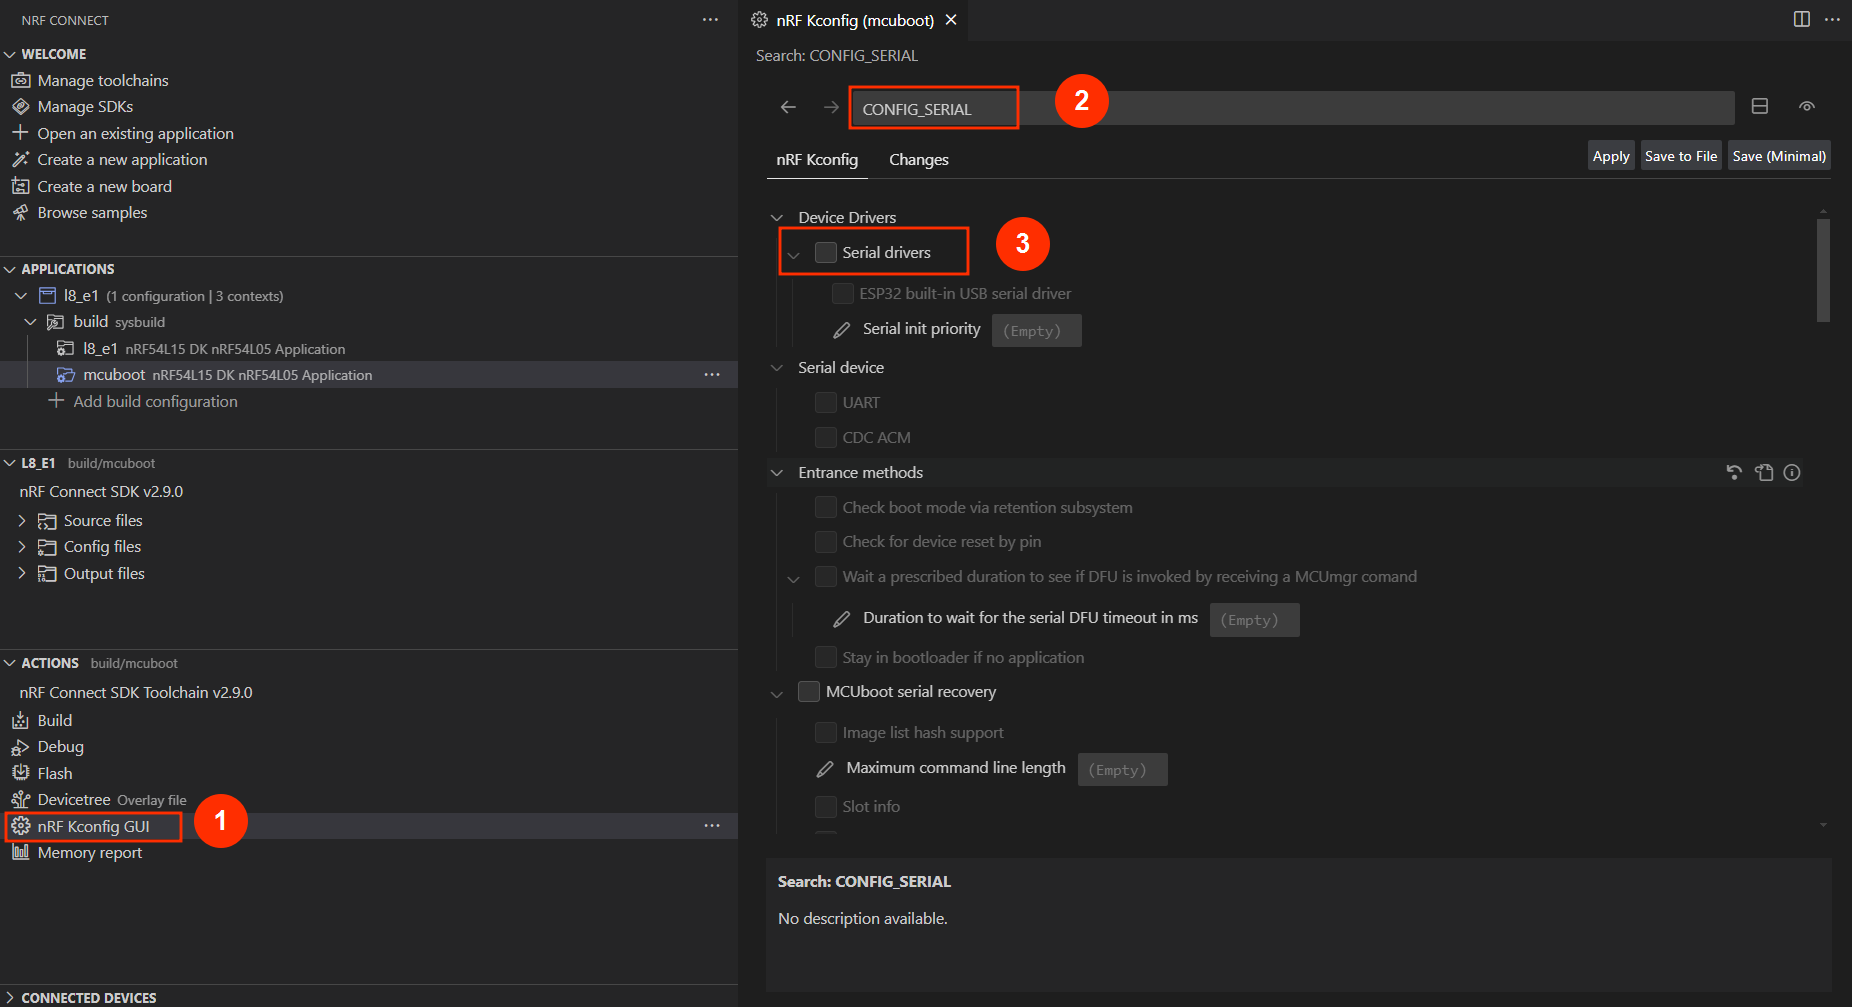 NRF CONNECT
WELCOME
Manage toolchains
Manage SDKs
Open an existing application
Create a new application
Create a new board
Browse samples
APPLICATIONS
l8_e1 (1 configuration | 3 contexts)
build sysbuild
l8_e1 nRF54L15 DK nRF54L05 Application
mcuboot nRF54L15 DK nRF54L05 Application
Add build configuration
L8_E1 build/mcuboot
nRF Connect SDK v2.9.0
Source files
Config files
Output files
ACTIONS build/mcuboot
nRF Connect SDK Toolchain v2.9.0
Build
Debug
Flash
Devicetree Overlay file
nRF Kconfig GUI
1
Memory report
CONNECTED DEVICES
nRF Kconfig (mcuboot)
Search: CONFIG_SERIAL
CONFIG_SERIAL
2
nRF Kconfig Changes Apply Save to File Save (Minimal)
Device Drivers
Serial drivers
3
ESP32 built-in USB serial driver
Serial init priority (Empty)
Serial device
UART
CDC ACM
Entrance methods
Check boot mode via retention subsystem
Check for device reset by pin
Wait a prescribed duration to see if DFU is invoked by receiving a MCUmgr comand
Duration to wait for the serial DFU timeout in ms (Empty)
Stay in bootloader if no application
MCUboot serial recovery
Image list hash support
Maximum command line length (Empty)
Slot info
Search: CONFIG_SERIAL
No description available.